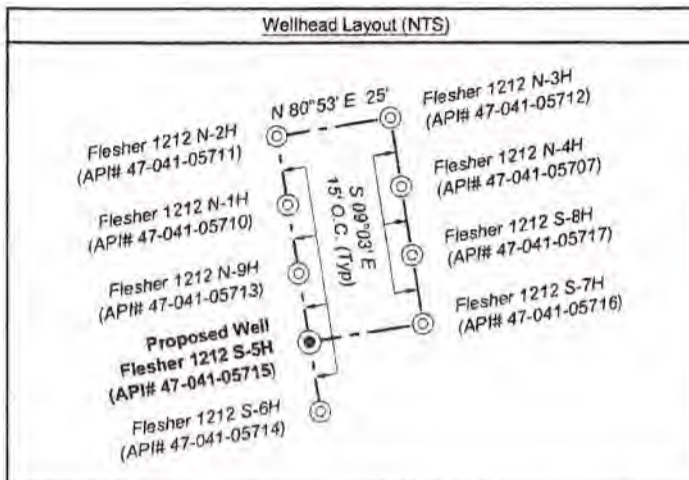 Wellhead Layout (NTS)
N 80°53' E 25'
Flesher 1212 N-2H
(API# 47-041-05711)
Flesher 1212 N-3H
(API# 47-041-05712)
Flesher 1212 N-1H
(API# 47-041-05710)
Flesher 1212 N-4H
(API# 47-041-05707)
S 09°03' E
15' O.C. (Typ)
Flesher 1212 N-9H
(API# 47-041-05713)
Flesher 1212 S-8H
(API# 47-041-05717)
Proposed Well
Flesher 1212 S-5H
(API# 47-041-05715)
Flesher 1212 S-7H
(API# 47-041-05716)
Flesher 1212 S-6H
(API# 47-041-05714)